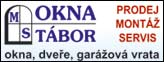 MS OKNA TÁBOR
PRODEJ
MONTÁŽ
SERVIS
okna, dveře, garážová vrata